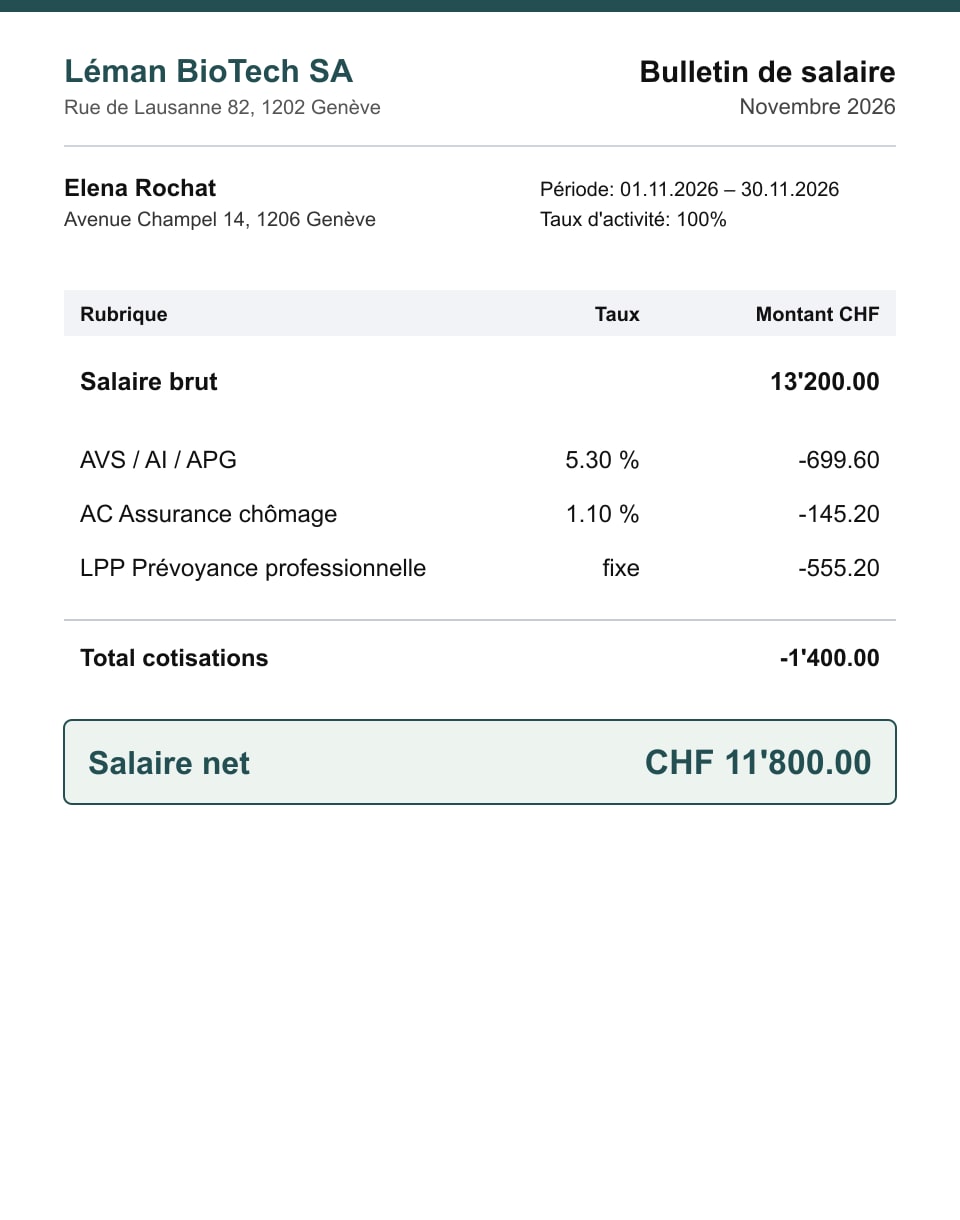 Léman BioTech SA
Bulletin de salaire
Rue de Lausanne 82, 1202 Genève
Novembre 2026
Elena Rochat
Période: 01.11.2026 – 30.11.2026
Avenue Champel 14, 1206 Genève
Taux d'activité: 100%
Rubrique Taux Montant CHF
Salaire brut 13'200.00
AVS / AI / APG 5.30 % -699.60
AC Assurance chômage 1.10 % -145.20
LPP Prévoyance professionnelle fixe -555.20
Total cotisations -1'400.00
Salaire net CHF 11'800.00